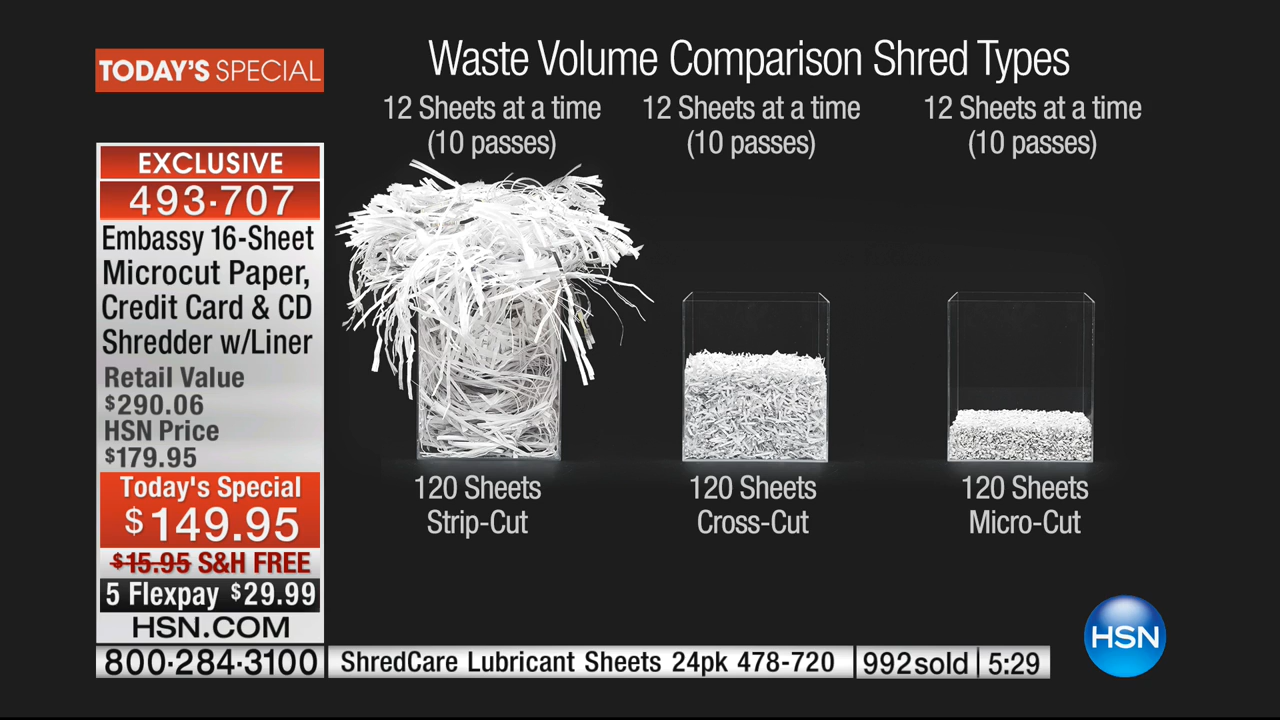 TODAY'S SPECIAL
EXCLUSIVE
493·707
Embassy 16-Sheet
Microcut Paper,
Credit Card & CD
Shredder w/Liner
Retail Value
$290.06
HSN Price
$179.95
Today's Special
$149.95
$15.95 S&H FREE
5 Flexpay $29.99
HSN.COM
800·284·3100
Waste Volume Comparison Shred Types
12 Sheets at a time
(10 passes)
12 Sheets at a time
(10 passes)
12 Sheets at a time
(10 passes)
120 Sheets
Strip-Cut
120 Sheets
Cross-Cut
120 Sheets
Micro-Cut
HSN
ShredCare Lubricant Sheets 24pk 478-720
992 sold
5:29